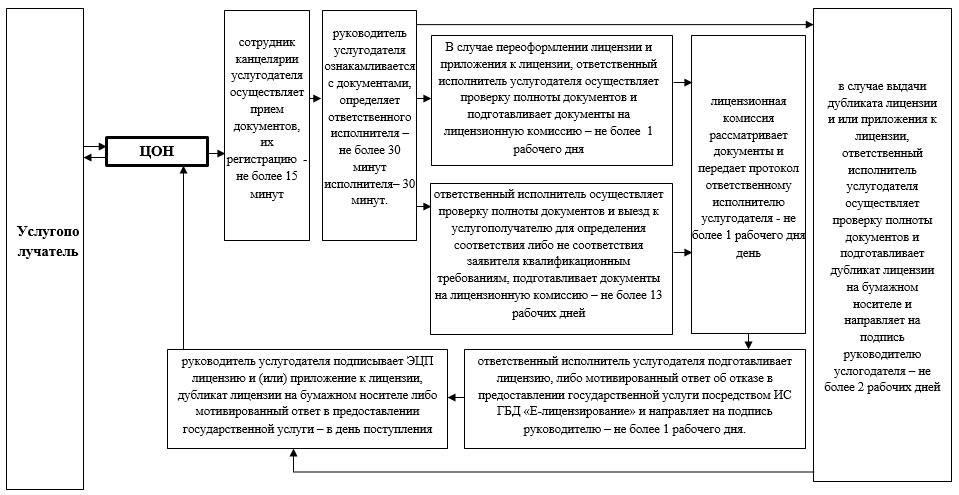 Услугопо
лучатель
ЦОН
сотрудник
канцелярии
услугодателя
осуществляет
прием
документов,
их
регистрацию -
не более 15
минут
руководитель
услугодателя
ознакамливается
с документами,
определяет
ответственного
исполнителя –
не более 30
минут
исполнителя– 30
минут.
В случае переоформлении лицензии и
приложения к лицензии, ответственный
исполнитель услугодателя осуществляет
проверку полноты документов и
подготавливает документы на
лицензионную комиссию – не более 1
рабочего дня
ответственный исполнитель осуществляет
проверку полноты документов и выезд к
услугополучателю для определения
соответствия либо не соответствия
заявителя квалификационным
требованиям, подготавливает документы
на лицензионную комиссию – не более 13
рабочих дней
лицензионная
комиссия
рассматривает
документы и
передает протокол
ответственному
исполнителю
услугодателя - не
более 1 рабочего дня
день
в случае выдачи
дубликата лицензии
и или приложения к
лицензии,
ответственный
исполнитель
услугодателя
осуществляет
проверку полноты
документов и
подготавливает
дубликат лицензии
на бумажном
носителе и
направляет на
подпись
руководителю
услогодателя – не
более 2 рабочих дней
руководитель услугодателя подписывает ЭЦП
лицензию и (или) приложение к лицензии,
дубликат лицензии на бумажном носителе либо
мотивированный ответ в предоставлении
государственной услуги – в день поступления
ответственный исполнитель услугодателя подготавливает
лицензию, либо мотивированный ответ об отказе в
предоставлении государственной услуги посредством ИС
ГБД «Е-лицензирование» и направляет на подпись
руководителю – не более 1 рабочего дня.